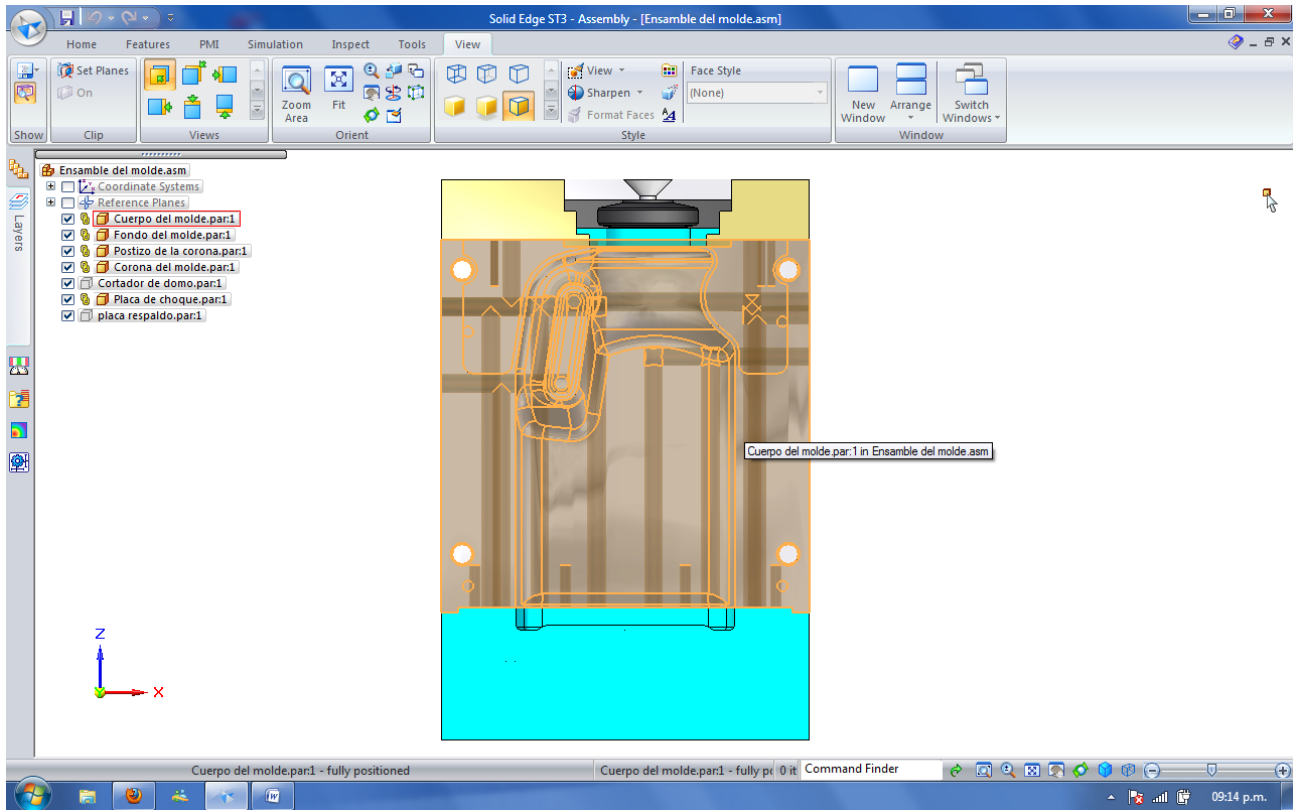 Solid Edge ST3 - Assembly - [Ensamble del molde.asm]
Home Features PMI Simulation Inspect Tools View
Set Planes
On
Zoom Area
Fit
View
Sharpen
Format Faces
Face Style
(None)
New Window
Arrange
Switch Windows
Show Clip Views Orient Style Window
Layers
Ensamble del molde.asm
Coordinate Systems
Reference Planes
Cuerpo del molde.par:1
Fondo del molde.par:1
Postizo de la corona.par:1
Corona del molde.par:1
Cortador de domo.par:1
Placa de choque.par:1
placa respaldo.par:1
Cuerpo del molde.par:1 in Ensamble del molde.asm
Z
X
Cuerpo del molde.par:1 - fully positioned
Cuerpo del molde.par:1 - fully po 0 it Command Finder
09:14 p.m.